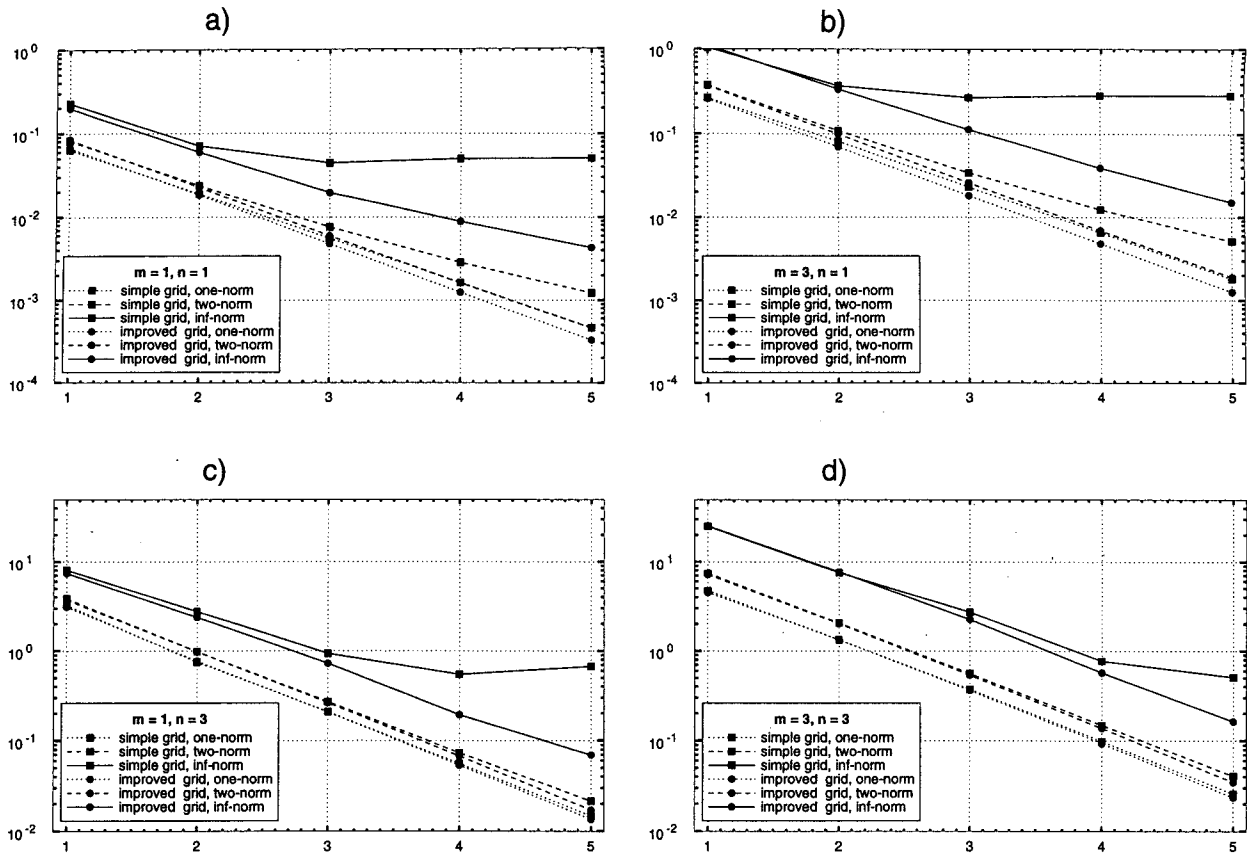 a)
10^0
10^-1
10^-2
10^-3
10^-4
m = 1, n = 1
simple grid, one-norm
simple grid, two-norm
simple grid, inf-norm
improved grid, one-norm
improved grid, two-norm
improved grid, inf-norm
1 2 3 4 5
b)
10^0
10^-1
10^-2
10^-3
10^-4
m = 3, n = 1
simple grid, one-norm
simple grid, two-norm
simple grid, inf-norm
improved grid, one-norm
improved grid, two-norm
improved grid, inf-norm
1 2 3 4 5
c)
10^1
10^0
10^-1
10^-2
m = 1, n = 3
simple grid, one-norm
simple grid, two-norm
simple grid, inf-norm
improved grid, one-norm
improved grid, two-norm
improved grid, inf-norm
1 2 3 4 5
d)
10^1
10^0
10^-1
10^-2
m = 3, n = 3
simple grid, one-norm
simple grid, two-norm
simple grid, inf-norm
improved grid, one-norm
improved grid, two-norm
improved grid, inf-norm
1 2 3 4 5